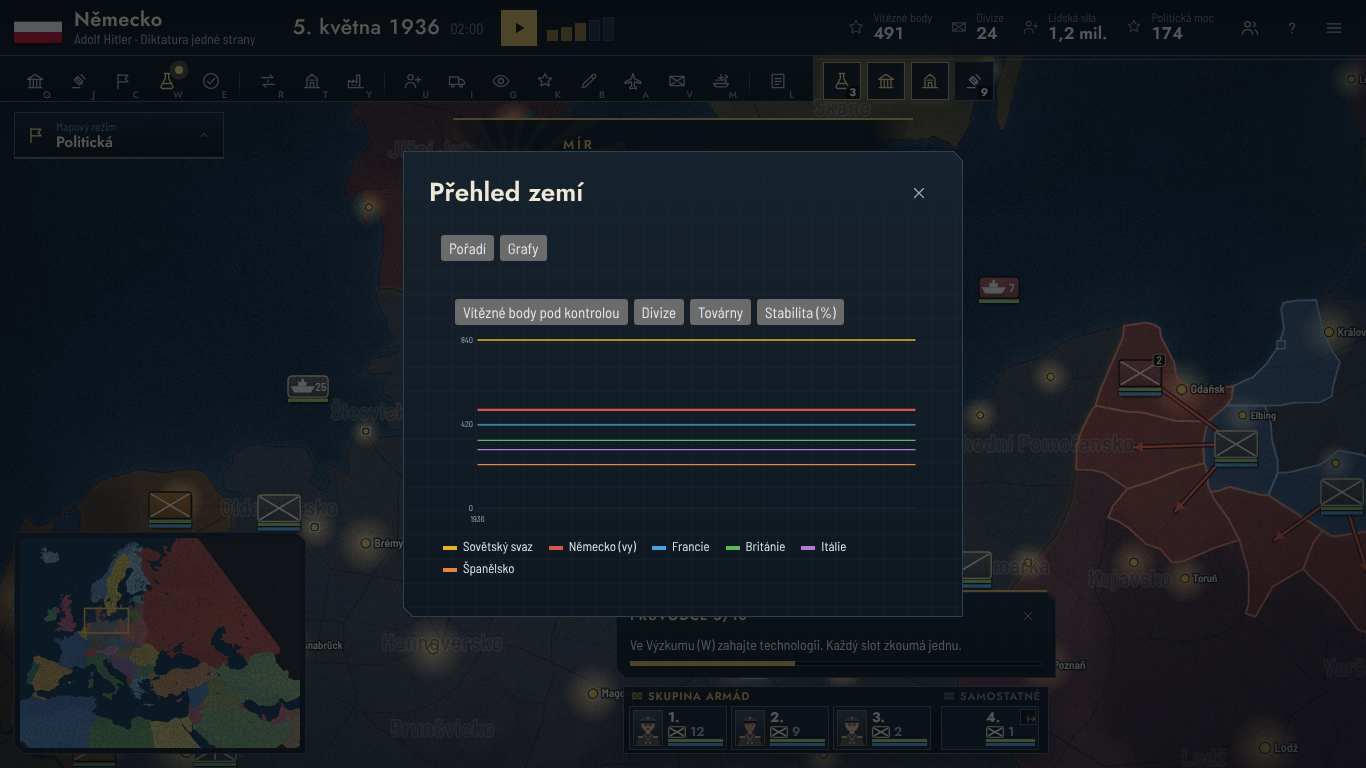 Německo
Adolf Hitler · Diktatura jedné strany
5. května 1936 02:00
Vítězné body
491
Divize
24
Lidská síla
1,2 mil.
Politická moc
174
?
Q J C W E R T Y U I G K B A V M L
3
9
Mapový režim
Politická
Skåne
MÍR
Přehled zemí
Pořadí Grafy
Vítězné body pod kontrolou Divize Továrny Stabilita (%)
840
420
0
1936
Sovětský svaz Německo (vy) Francie Británie Itálie
Španělsko
7
25
2
Gdaňsk
Elbing
Brémy
Toruň
Kujavsko
Hannoversko
Brunšvicko
Poznaň
Lodž
Ve Výzkumu (W) zahajte technologii. Každý slot zkoumá jednu.
SKUPINA ARMÁD
SAMOSTATNÉ
1. 12
2. 9
3. 2
4. 1